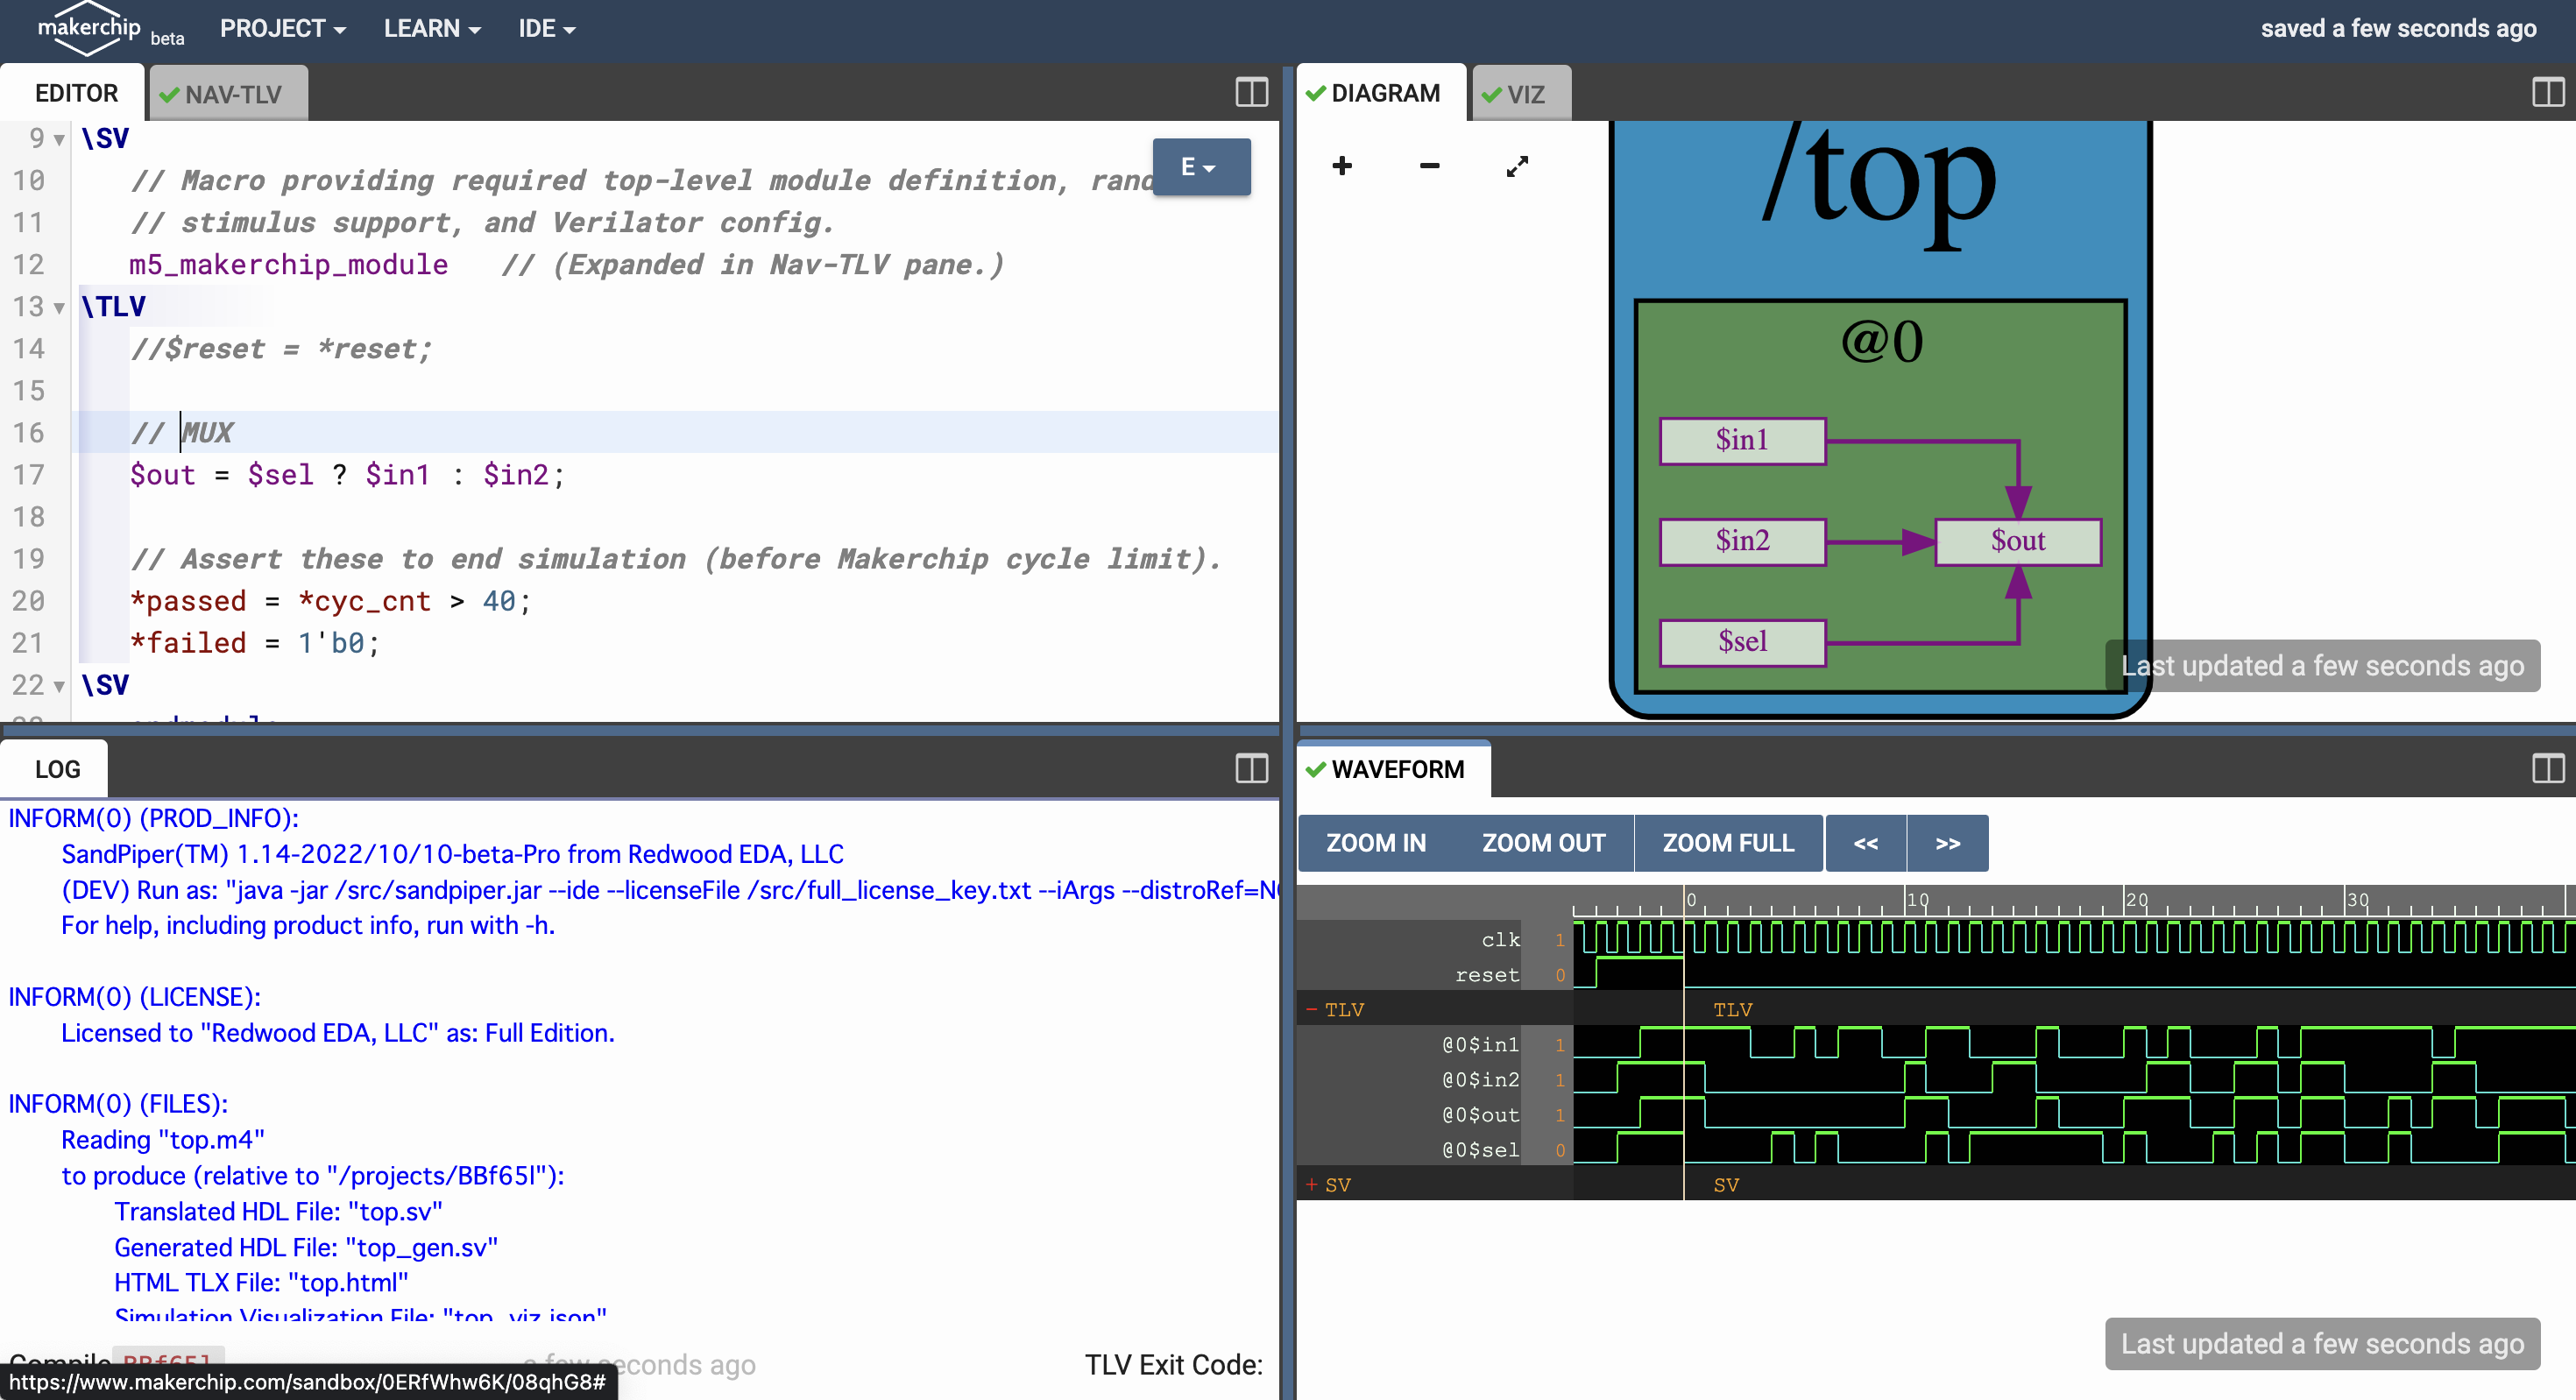 makerchip beta
PROJECT LEARN IDE
saved a few seconds ago
EDITOR NAV-TLV
E
9 \SV
10 // Macro providing required top-level module definition, rand
11 // stimulus support, and Verilator config.
12 m5_makerchip_module // (Expanded in Nav-TLV pane.)
13 \TLV
14 //$reset = *reset;
15
16 // MUX
17 $out = $sel ? $in1 : $in2;
18
19 // Assert these to end simulation (before Makerchip cycle limit).
20 *passed = *cyc_cnt > 40;
21 *failed = 1'b0;
22 \SV
DIAGRAM VIZ
+ −
/top
@0
$in1
$in2
$out
$sel
Last updated a few seconds ago
LOG
INFORM(0) (PROD_INFO):
SandPiper(TM) 1.14-2022/10/10-beta-Pro from Redwood EDA, LLC
(DEV) Run as: "java -jar /src/sandpiper.jar --ide --licenseFile /src/full_license_key.txt --iArgs --distroRef=N
For help, including product info, run with -h.
INFORM(0) (LICENSE):
Licensed to "Redwood EDA, LLC" as: Full Edition.
INFORM(0) (FILES):
Reading "top.m4"
to produce (relative to "/projects/BBf65l"):
Translated HDL File: "top.sv"
Generated HDL File: "top_gen.sv"
HTML TLX File: "top.html"
Simulation Visualization File: "top_viz.json"
Compile BBf65l a few seconds ago
TLV Exit Code:
https://www.makerchip.com/sandbox/0ERfWhw6K/08qhG8#
WAVEFORM
ZOOM IN ZOOM OUT ZOOM FULL << >>
0 10 20 30
clk 1
reset 0
− TLV TLV
@0$in1 1
@0$in2 1
@0$out 1
@0$sel 0
+ SV SV
Last updated a few seconds ago